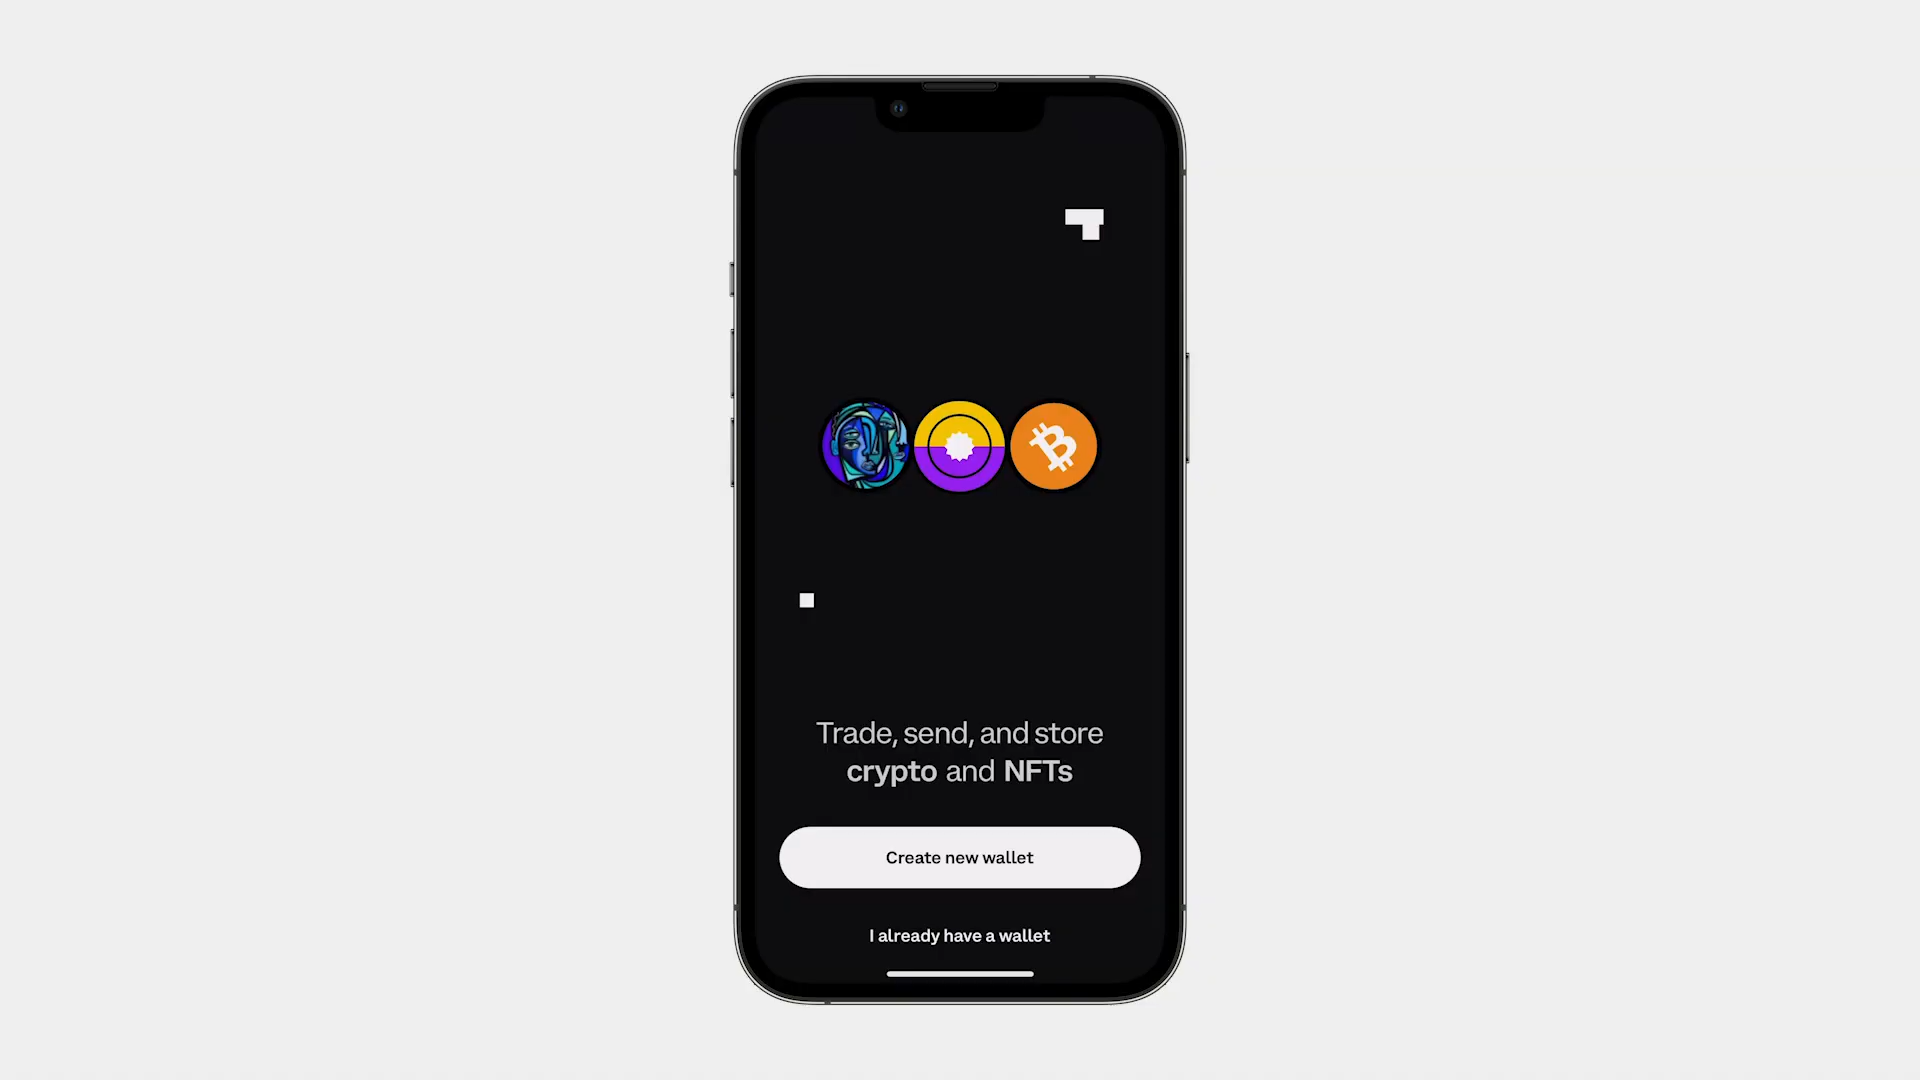 Trade, send, and store
crypto and NFTs
Create new wallet
I already have a wallet